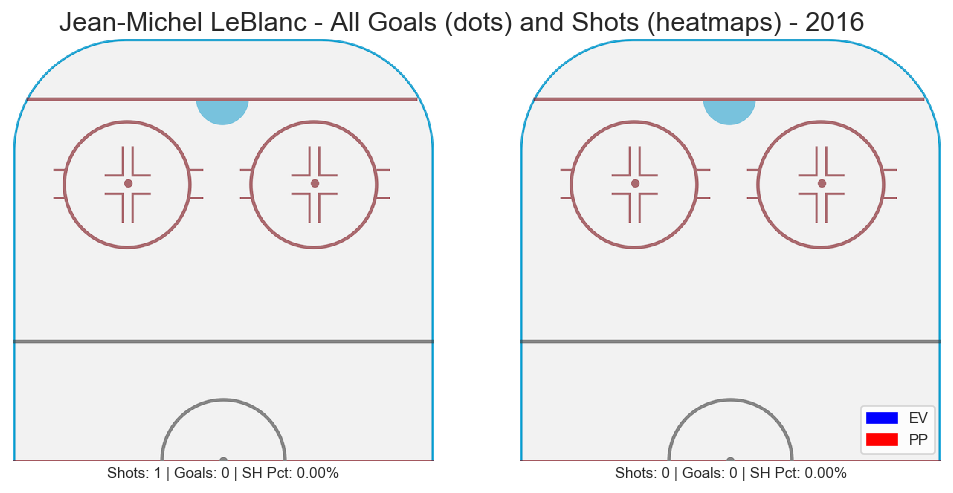 Jean-Michel LeBlanc - All Goals (dots) and Shots (heatmaps) - 2016
EV
PP
Shots: 1 | Goals: 0 | SH Pct: 0.00%
Shots: 0 | Goals: 0 | SH Pct: 0.00%